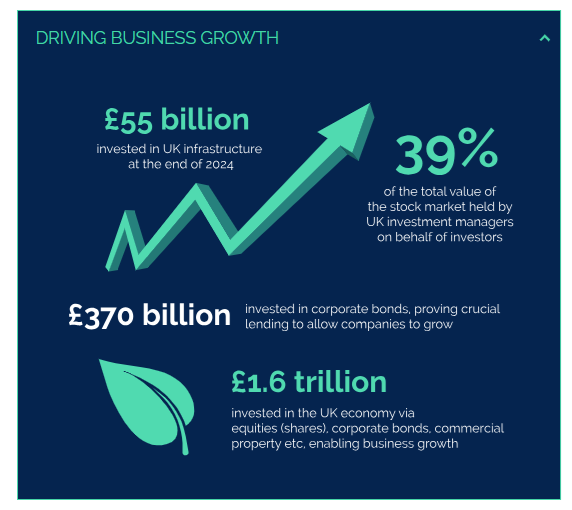 DRIVING BUSINESS GROWTH
£55 billion
invested in UK infrastructure
at the end of 2024
39%
of the total value of
the stock market held by
UK investment managers
on behalf of investors
£370 billion
invested in corporate bonds, proving crucial
lending to allow companies to grow
£1.6 trillion
invested in the UK economy via
equities (shares), corporate bonds, commercial
property etc, enabling business growth